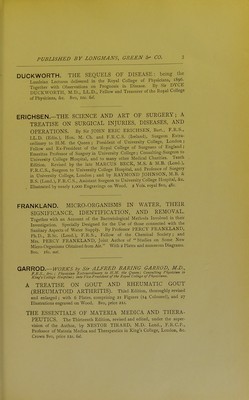 PUBLISHED BY LONGMANS, GREEN & CO. 3
DUCKWORTH. THE SEQUELS OF DISEASE: being the
Lumleian Lectures delivered in the Royal College of Physicians, 1896.
Together with Observations on Prognosis in Disease. By Sir DYCE
DUCKWORTH, M.D., LL.D., Fellow and Treasurer of the Royal College
of Physicians, &c. 8vo, 10s. 6d.
ERICHSEN.—THE SCIENCE AND ART OF SURGERY; A
TREATISE ON SURGICAL INJURIES, DISEASES, AND
OPERATIONS. By Sir JOHN ERIC ERICHSEN, Bart., F.R.S.,
LL.D. (Edin.), Hon. M. Ch. and F.R.C.S. (Ireland), Surgeon Extra-
ordinary to H.M. the Queen; President of University College, London;
Fellow and Ex-President of the Royal College of Surgeons of England;
Emeritus Professor of Surgery in University College; Consulting-Surgeon to
University College Hospital, and to many other Medical Charities. Tenth
Edition. Revised by the late MARCUS BECK, M.S. & M.B. (Lond.),
F.R.C.S., Surgeon to University College Hospital, and Professor of Surgery
in University College, London; and by RAYMOND JOHNSON, M.B. &
B.S. (Lond.), F.R.C.S., Assistant Surgeon to University College Hospital, &c.
Illustrated by nearly 1,000 Engravings on Wood. 2 Vols. royal 8vo, 48s.
FRANKLAND. MICRO-ORGANISMS IN WATER, THEIR
SIGNIFICANCE, IDENTIFICATION, AND REMOVAL.
Together with an Account of the Bacteriological Methods Involved in their
Investigation. Specially Designed for the Use of those connected with the
Sanitary Aspects of Water Supply. By Professor PERCY FRANKLAND,
Ph.D., B.Sc. (Lond.), F.R.S., Fellow of the Chemical Society; and
Mrs. PERCY FRANKLAND, Joint Author of "Studies on Some New
Micro-Organisms Obtained from Air." With 2 Plates and numerous Diagrams.
8vo. 16s. net.
GARROD.—WORKS by Sir ALFRED BARING GARROD, M.D.,
F.R.S., &c.; Physician Extraordinary to H.M. the Queen; Consulting Physician to
King's College Hospital;
A TREATISE ON GOUT AND RHEUMATIC GOUT
(RHEUMATOID ARTHRITIS). Third Edition, thoroughly revised
and enlarged; with 6 Plates comprising 21 Figures (14 Coloured), and 27
Illustrations engraved on Wood. 8vo, price 21s.
THE ESSENTIALS OF MATERIA MEDICA AND THERA-
PEUTICS. The Thirteenth Edition, revised and edited, under the super-
vision of the Author, by NESTOR TIRARD, M.D. Lond., F.R.C.P.,
Professor of Materia Medica and Therapeutics in King's College, London, &c.
Crown 8vo, price 12s. 6d.